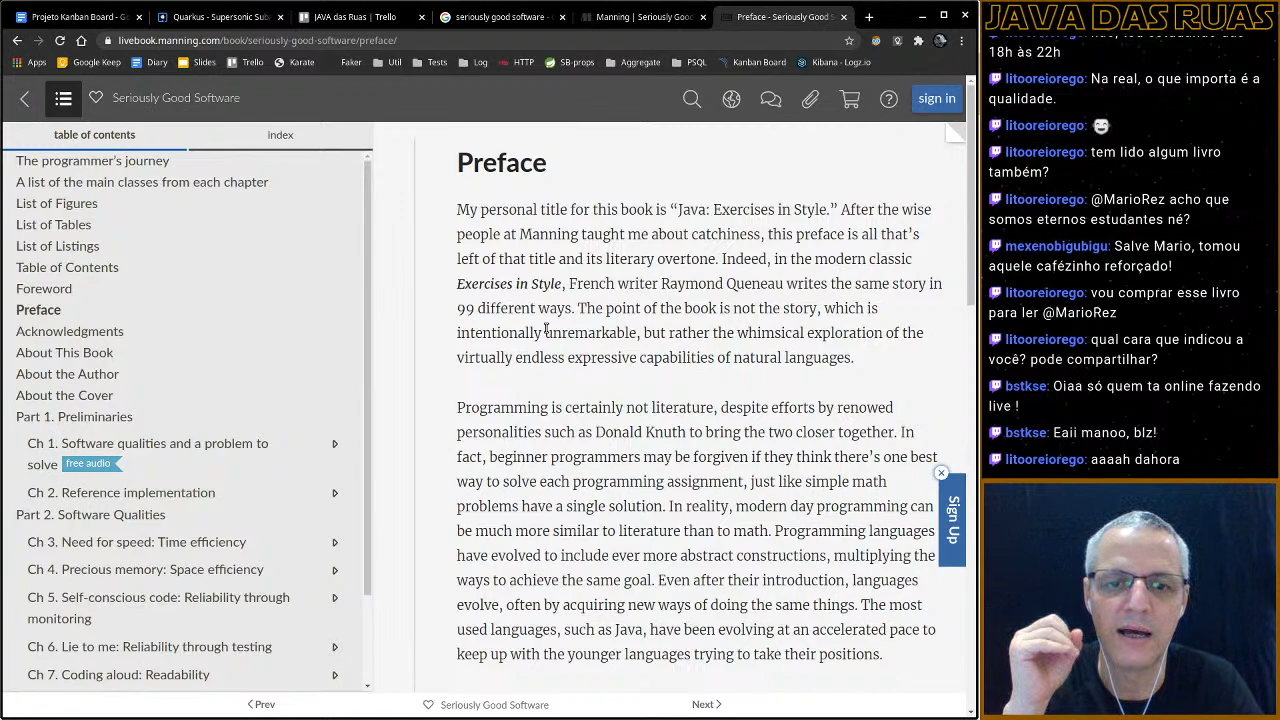 Projeto Kanban Board - G
Quarkus - Supersonic Sub
JAVA das Ruas | Trello
seriously good software -
Manning | Seriously Good
Preface - Seriously Good S
livebook.manning.com/book/seriously-good-software/preface/
Apps
Google Keep
Diary
Slides
Trello
Karate
Faker
Util
Tests
Log
HTTP
SB-props
Aggregate
PSQL
Kanban Board
Kibana - Logz.io
Seriously Good Software
sign in
table of contents
index
The programmer's journey
A list of the main classes from each chapter
List of Figures
List of Tables
List of Listings
Table of Contents
Foreword
Preface
Acknowledgments
About This Book
About the Author
About the Cover
Part 1. Preliminaries
Ch 1. Software qualities and a problem to
solve free audio
Ch 2. Reference implementation
Part 2. Software Qualities
Ch 3. Need for speed: Time efficiency
Ch 4. Precious memory: Space efficiency
Ch 5. Self-conscious code: Reliability through
monitoring
Ch 6. Lie to me: Reliability through testing
Ch 7. Coding aloud: Readability
Preface
My personal title for this book is “Java: Exercises in Style.” After the wise
people at Manning taught me about catchiness, this preface is all that’s
left of that title and its literary overtone. Indeed, in the modern classic
Exercises in Style, French writer Raymond Queneau writes the same story in
99 different ways. The point of the book is not the story, which is
intentionally unremarkable, but rather the whimsical exploration of the
virtually endless expressive capabilities of natural languages.
Programming is certainly not literature, despite efforts by renowned
personalities such as Donald Knuth to bring the two closer together. In
fact, beginner programmers may be forgiven if they think there’s one best
way to solve each programming assignment, just like simple math
problems have a single solution. In reality, modern day programming can
be much more similar to literature than to math. Programming languages
have evolved to include ever more abstract constructions, multiplying the
ways to achieve the same goal. Even after their introduction, languages
evolve, often by acquiring new ways of doing the same things. The most
used languages, such as Java, have been evolving at an accelerated pace to
keep up with the younger languages trying to take their positions.
Sign Up
Prev
Seriously Good Software
Next
JAVA DAS RUAS
18h às 22h
litooreiorego: Na real, o que importa é a
qualidade.
litooreiorego:
litooreiorego: tem lido algum livro
também?
litooreiorego: @MarioRez acho que
somos eternos estudantes né?
mexenobigubigu: Salve Mario, tomou
aquele cafézinho reforçado?
litooreiorego: vou comprar esse livro
para ler @MarioRez
litooreiorego: qual cara que indicou a
você? pode compartilhar?
bstkse: Oiaa só quem ta online fazendo
live !
bstkse: Eaii manoo, blz!
litooreiorego: aaaah dahora